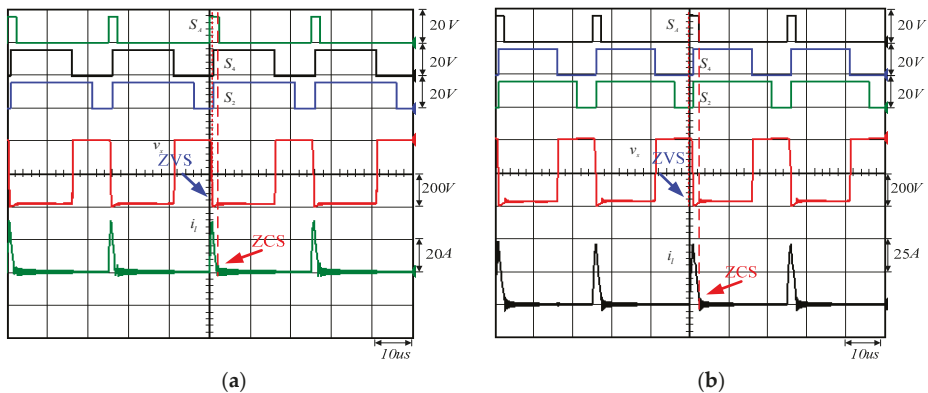 S_A
20V
S_4
20V
S_2
20V
v_s
ZVS
200V
i_I
ZCS
20A
10us
(a)
S_A
20V
S_4
20V
S_2
20V
v_s
ZVS
200V
i_I
ZCS
25A
10us
(b)